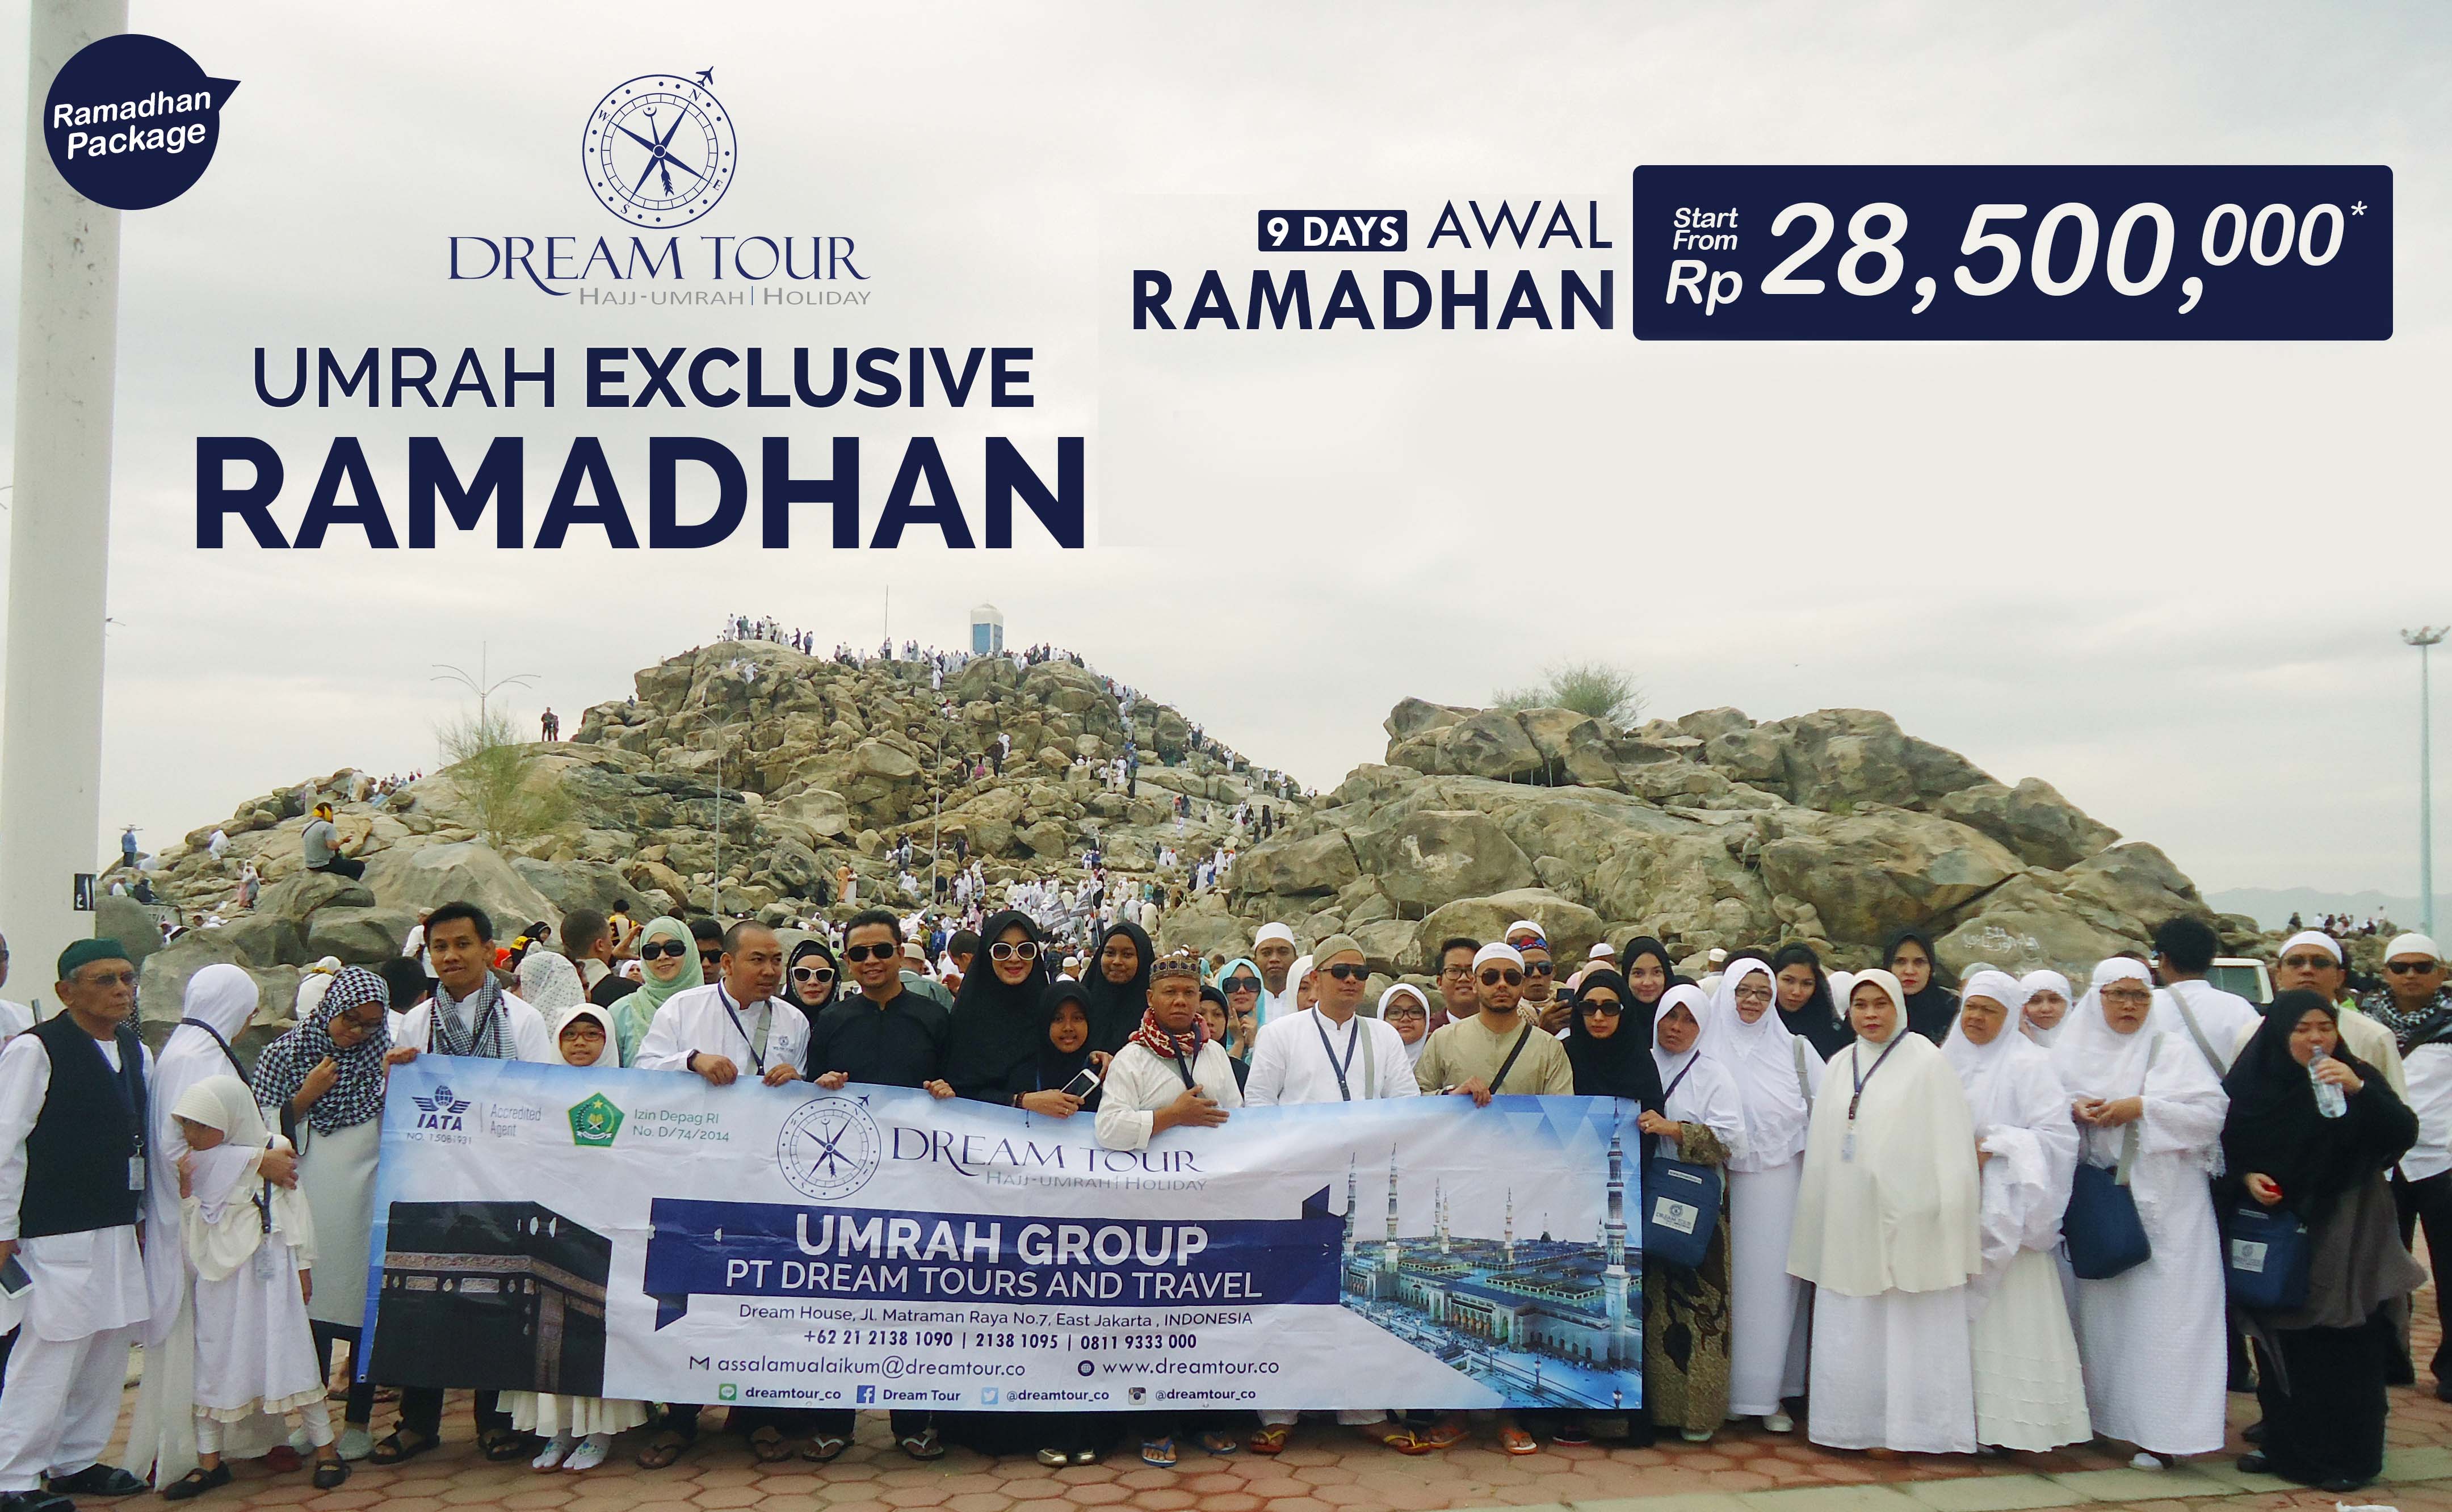 Ramadhan
Package
N
W
E
S
DREAM TOUR
HAJJ-UMRAH | HOLIDAY
UMRAH EXCLUSIVE
RAMADHAN
9 DAYS AWAL
RAMADHAN
Start
From
Rp 28,500,000*
IATA
Accredited
Agent
Izin Depag RI
No. D/74/2014
DREAM TOUR
HAJJ-UMRAH | HOLIDAY
UMRAH GROUP
PT DREAM TOURS AND TRAVEL
Dream House, Jl. Matraman Raya No.7, East Jakarta , INDONESIA
+62 21 2138 1090 | 2138 1095 | 0811 9333 000
assalamualaikum@dreamtour.co www.dreamtour.co
dreamtour_co Dream Tour @dreamtour_co @dreamtour_co
DREAM TOUR